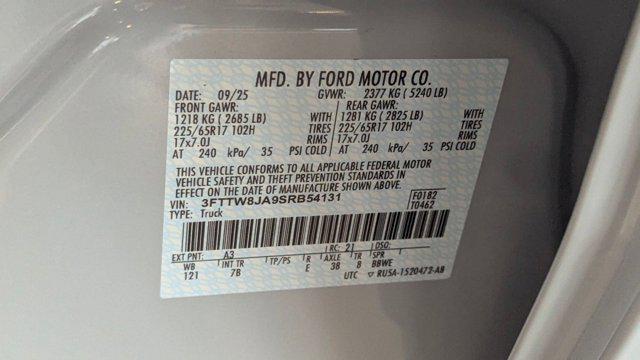 MFD. BY FORD MOTOR CO.
DATE: 09/25 GVWR: 2377 KG ( 5240 LB)
FRONT GAWR: REAR GAWR:
1218 KG ( 2685 LB) WITH 1281 KG ( 2825 LB) WITH
225/65R17 102H TIRES 225/65R17 102H TIRES
17x7.0J RIMS 17x7.0J RIMS
AT 240 kPa/ 35 PSI COLD AT 240 kPa/ 35 PSI COLD
THIS VEHICLE CONFORMS TO ALL APPLICABLE FEDERAL MOTOR
VEHICLE SAFETY AND THEFT PREVENTION STANDARDS IN
EFFECT ON THE DATE OF MANUFACTURE SHOWN ABOVE.
VIN: 3FTTW8JA9SRB54131 F0182
TYPE: Truck T0462
EXT PNT: A3 RC: 21 DSO:
WB INT TR TP/PS R AXLE TR SPR
121 7B E 38 8 BBWE
UTC ▽ RU5A-1520472-AB